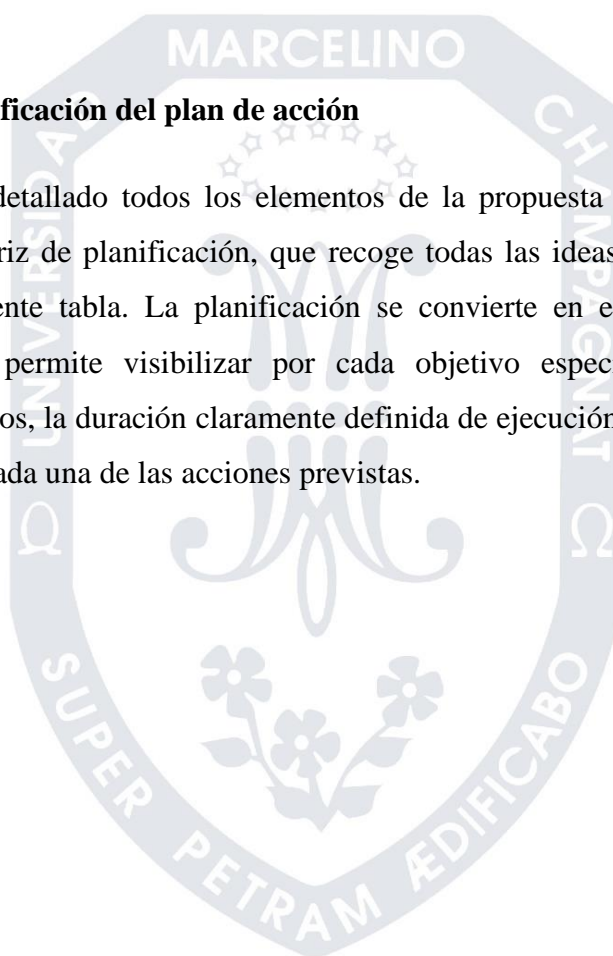 MARCELINO
ficación del plan de acción
detallado todos los elementos de la propuesta
riz de planificación, que recoge todas las ideas
ente tabla. La planificación se convierte en e
permite visibilizar por cada objetivo espec
os, la duración claramente definida de ejecución
ada una de las acciones previstas.
UNIVERSIDAD
CHAMPAGNAT
Ω Ω
SUPER PETRAM ÆDIFICABO